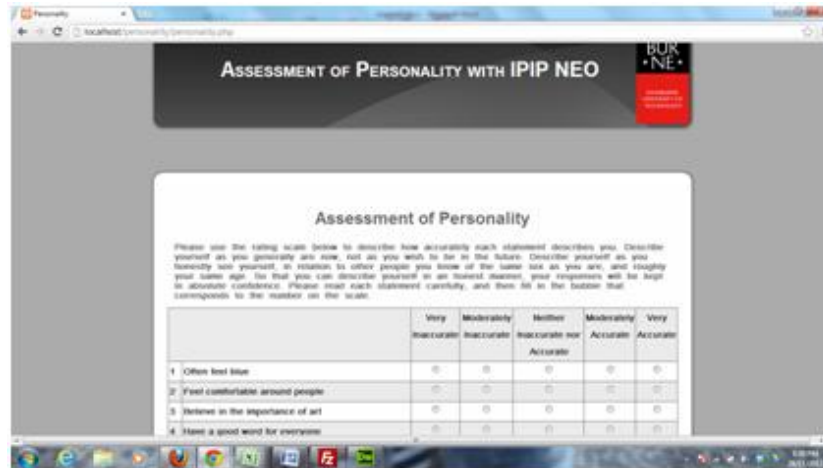 Personality
localhost/personality/personality.php
ASSESSMENT OF PERSONALITY WITH IPIP NEO
BUR
• NE •
Assessment of Personality
Please use the rating scale below to describe how accurately each statement describes you. Describe
yourself as you generally are now, not as you wish to be in the future. Describe yourself as you
honestly see yourself, in relation to other people you know of the same sex as you are, and roughly
your same age. So that you can describe yourself in an honest manner, your responses will be kept
in absolute confidence. Please read each statement carefully, and then fill in the bubble that
corresponds to the number on the scale.
Very Moderately Neither Moderately Very
Inaccurate Inaccurate Inaccurate nor Accurate Accurate
Accurate
1 Often feel blue
2 Feel comfortable around people
3 Believe in the importance of art
4 Have a good word for everyone